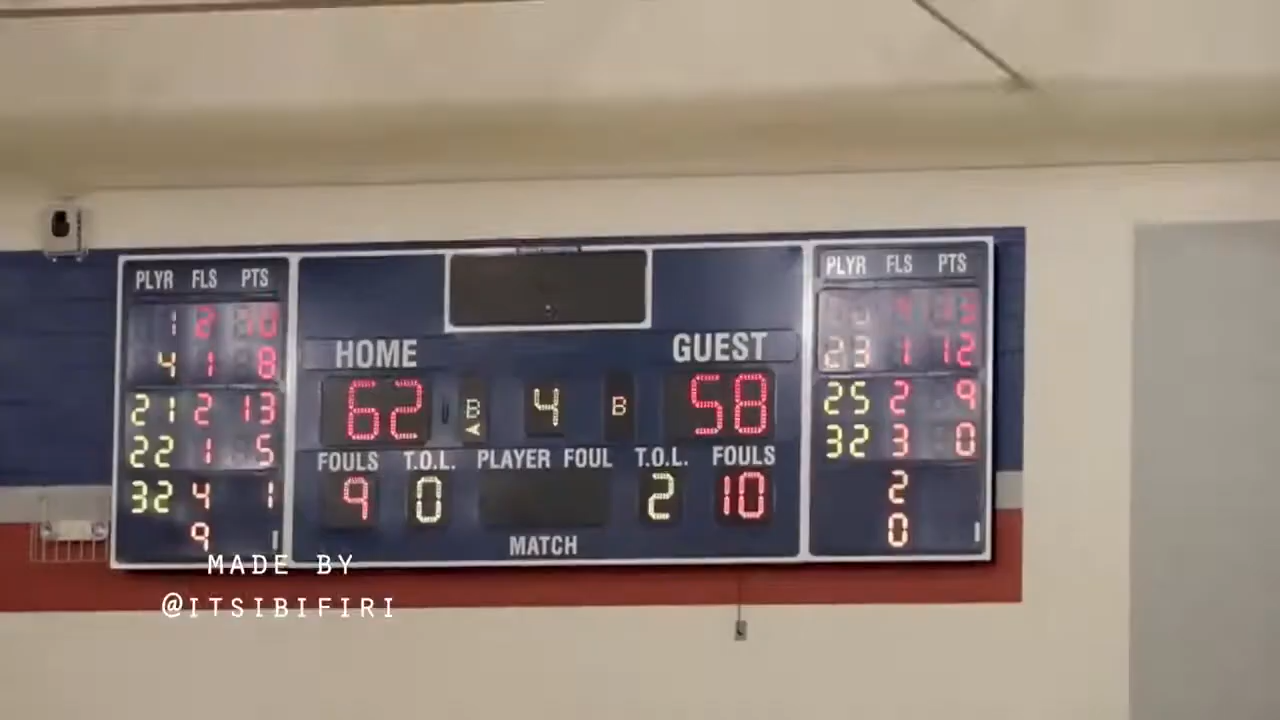 PLYR FLS PTS
1 2 10
4 1 8
21 2 13
22 1 5
32 4 1
9
HOME GUEST
62 B 4 B 58
A
FOULS T.O.L. PLAYER FOUL T.O.L. FOULS
9 0 2 10
MATCH
PLYR FLS PTS
23 1 12
25 2 9
32 3 0
2
0
MADE BY
@ITSIBIFIRI